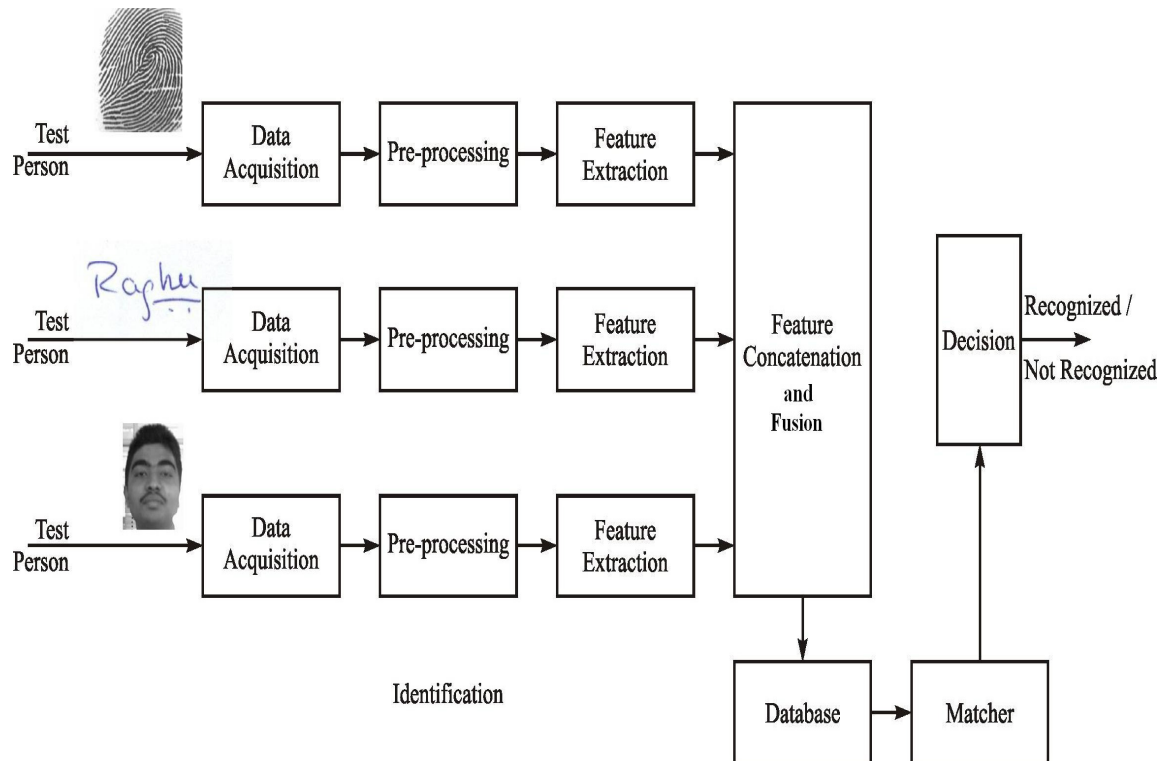 Test
Person
Data
Acquisition
Pre-processing
Feature
Extraction
Raghu
Test
Person
Data
Acquisition
Pre-processing
Feature
Extraction
Test
Person
Data
Acquisition
Pre-processing
Feature
Extraction
Feature
Concatenation
and
Fusion
Decision
Recognized /
Not Recognized
Identification
Database
Matcher